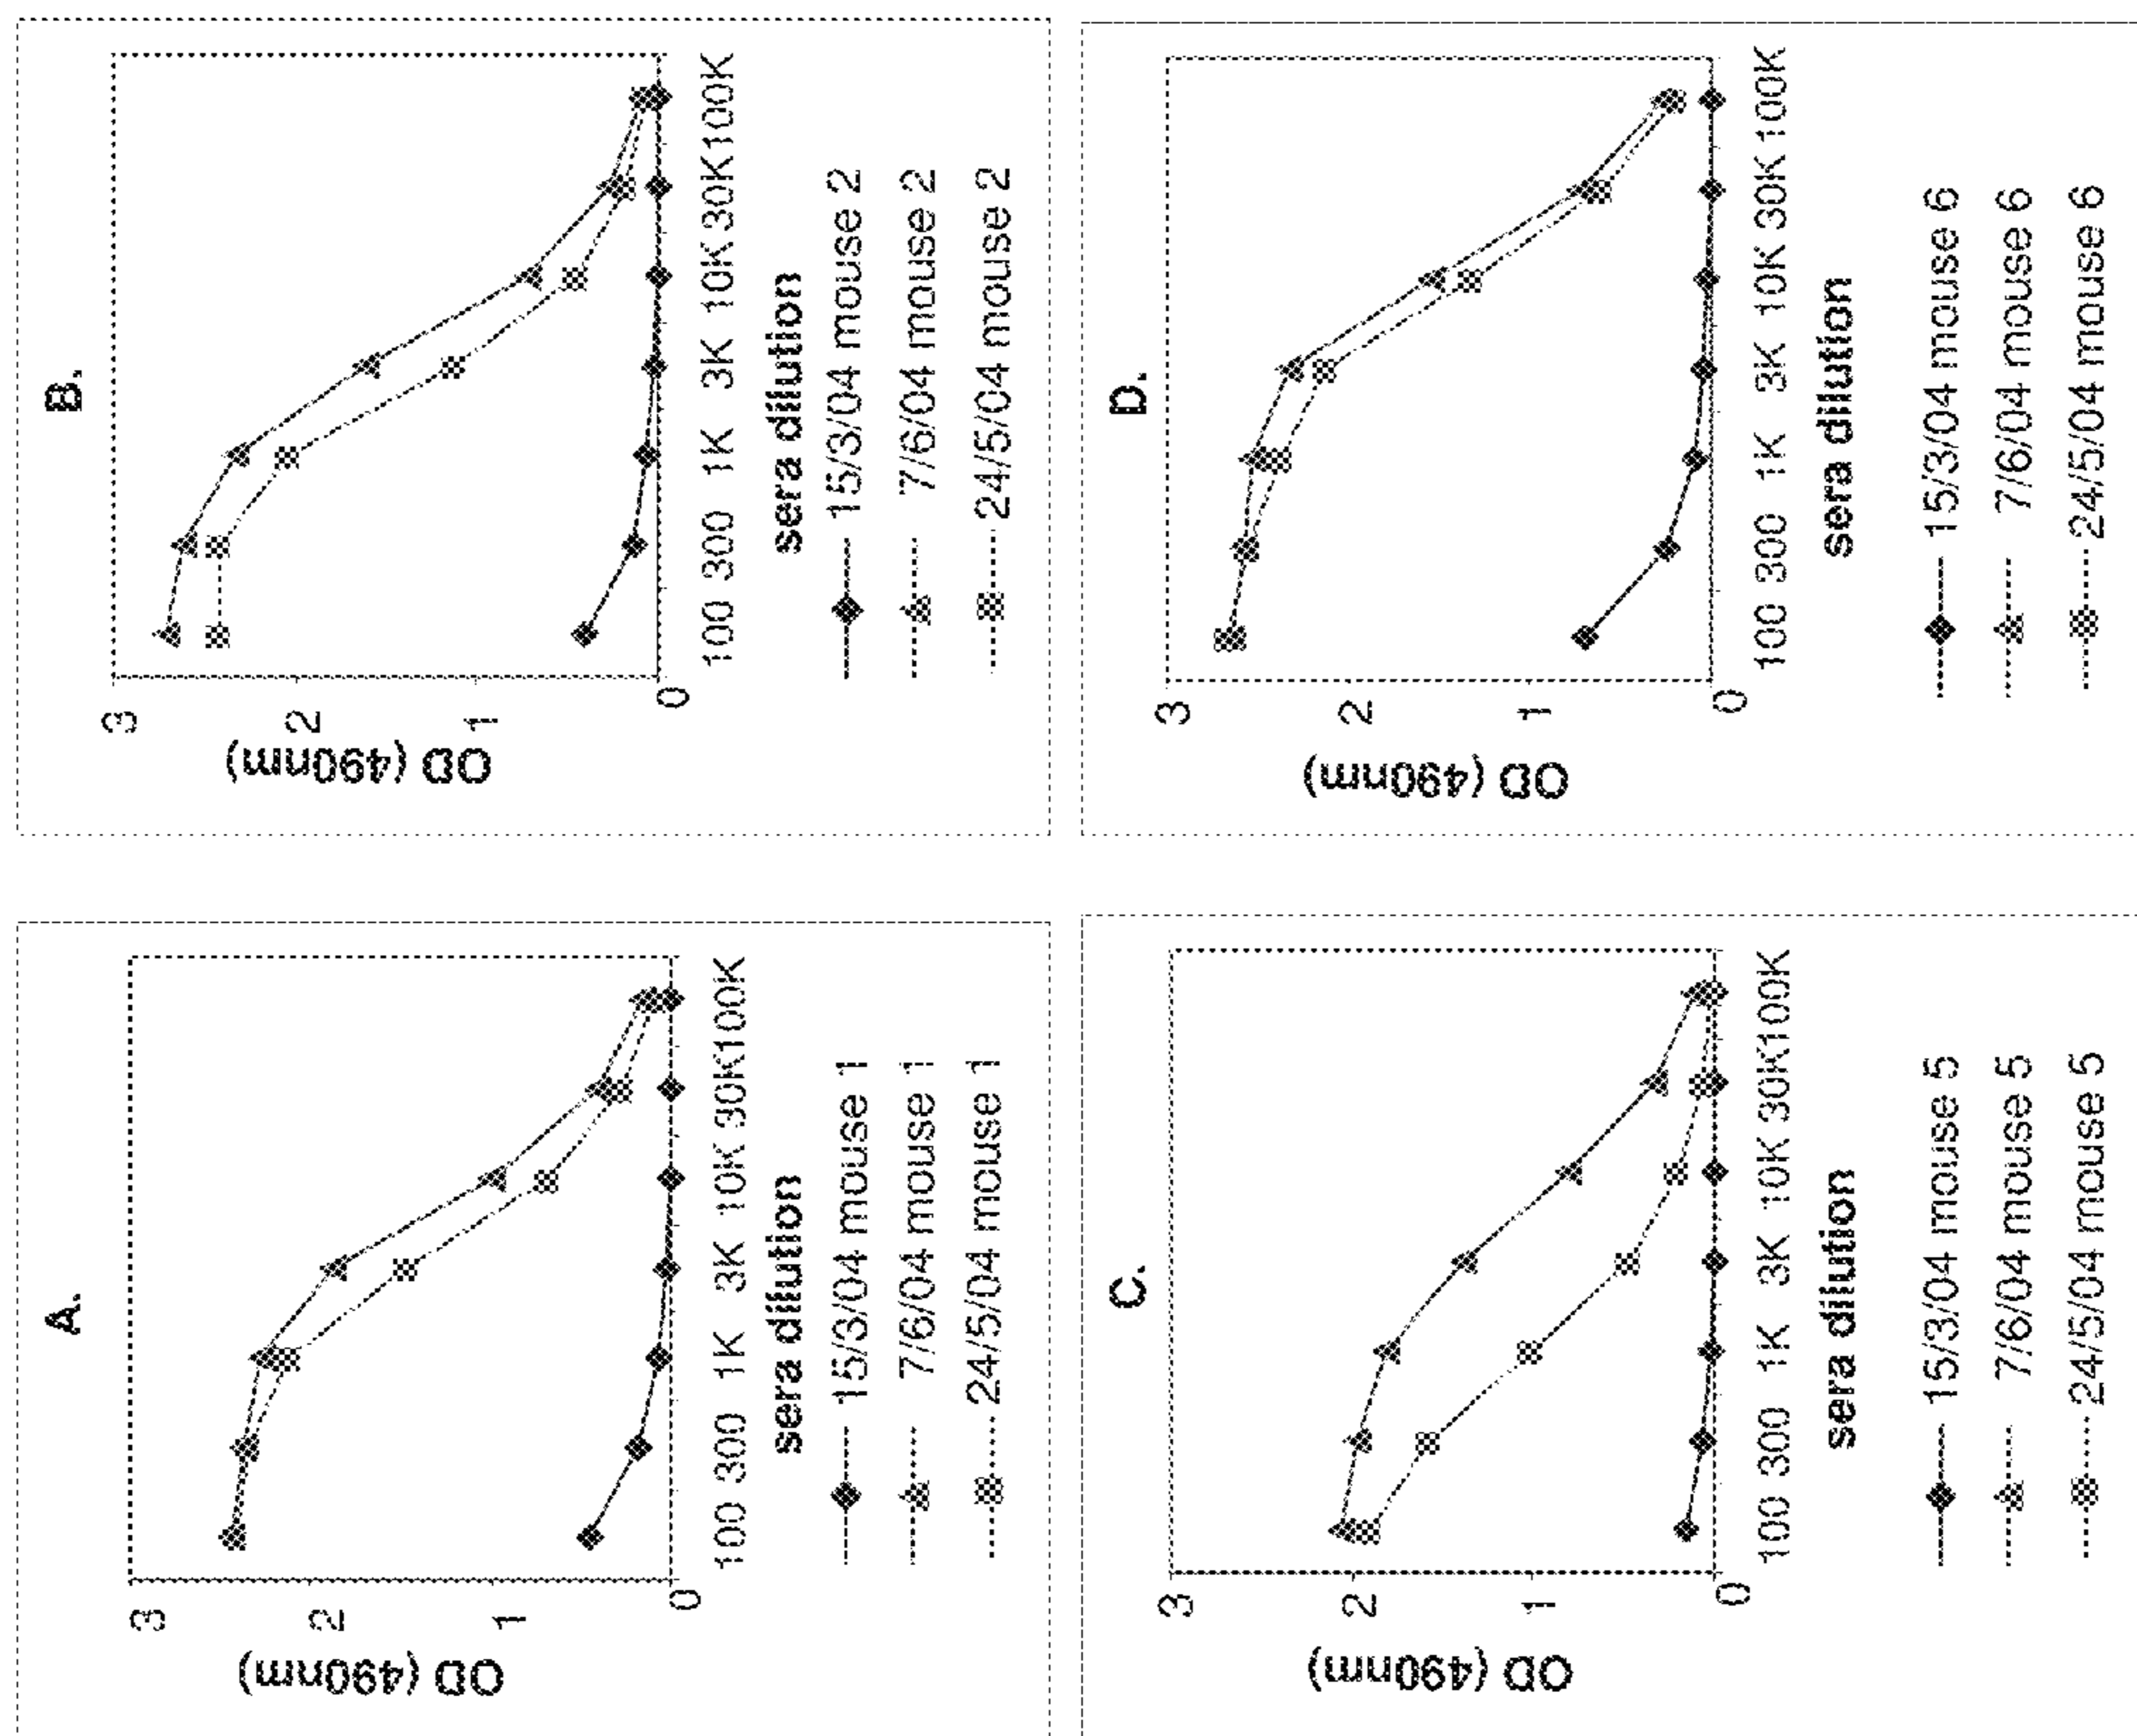 A.
OD (490nm)
3
2
1
0
100 300 1K 3K 10K 30K 100K
sera dilution
15/3/04 mouse 1
7/6/04 mouse 1
24/5/04 mouse 1
B.
OD (490nm)
3
2
1
0
100 300 1K 3K 10K 30K 100K
sera dilution
15/3/04 mouse 2
7/6/04 mouse 2
24/5/04 mouse 2
C.
OD (490nm)
3
2
1
0
100 300 1K 3K 10K 30K 100K
sera dilution
15/3/04 mouse 5
7/6/04 mouse 5
24/5/04 mouse 5
D.
OD (490nm)
3
2
1
0
100 300 1K 3K 10K 30K 100K
sera dilution
15/3/04 mouse 6
7/6/04 mouse 6
24/5/04 mouse 6